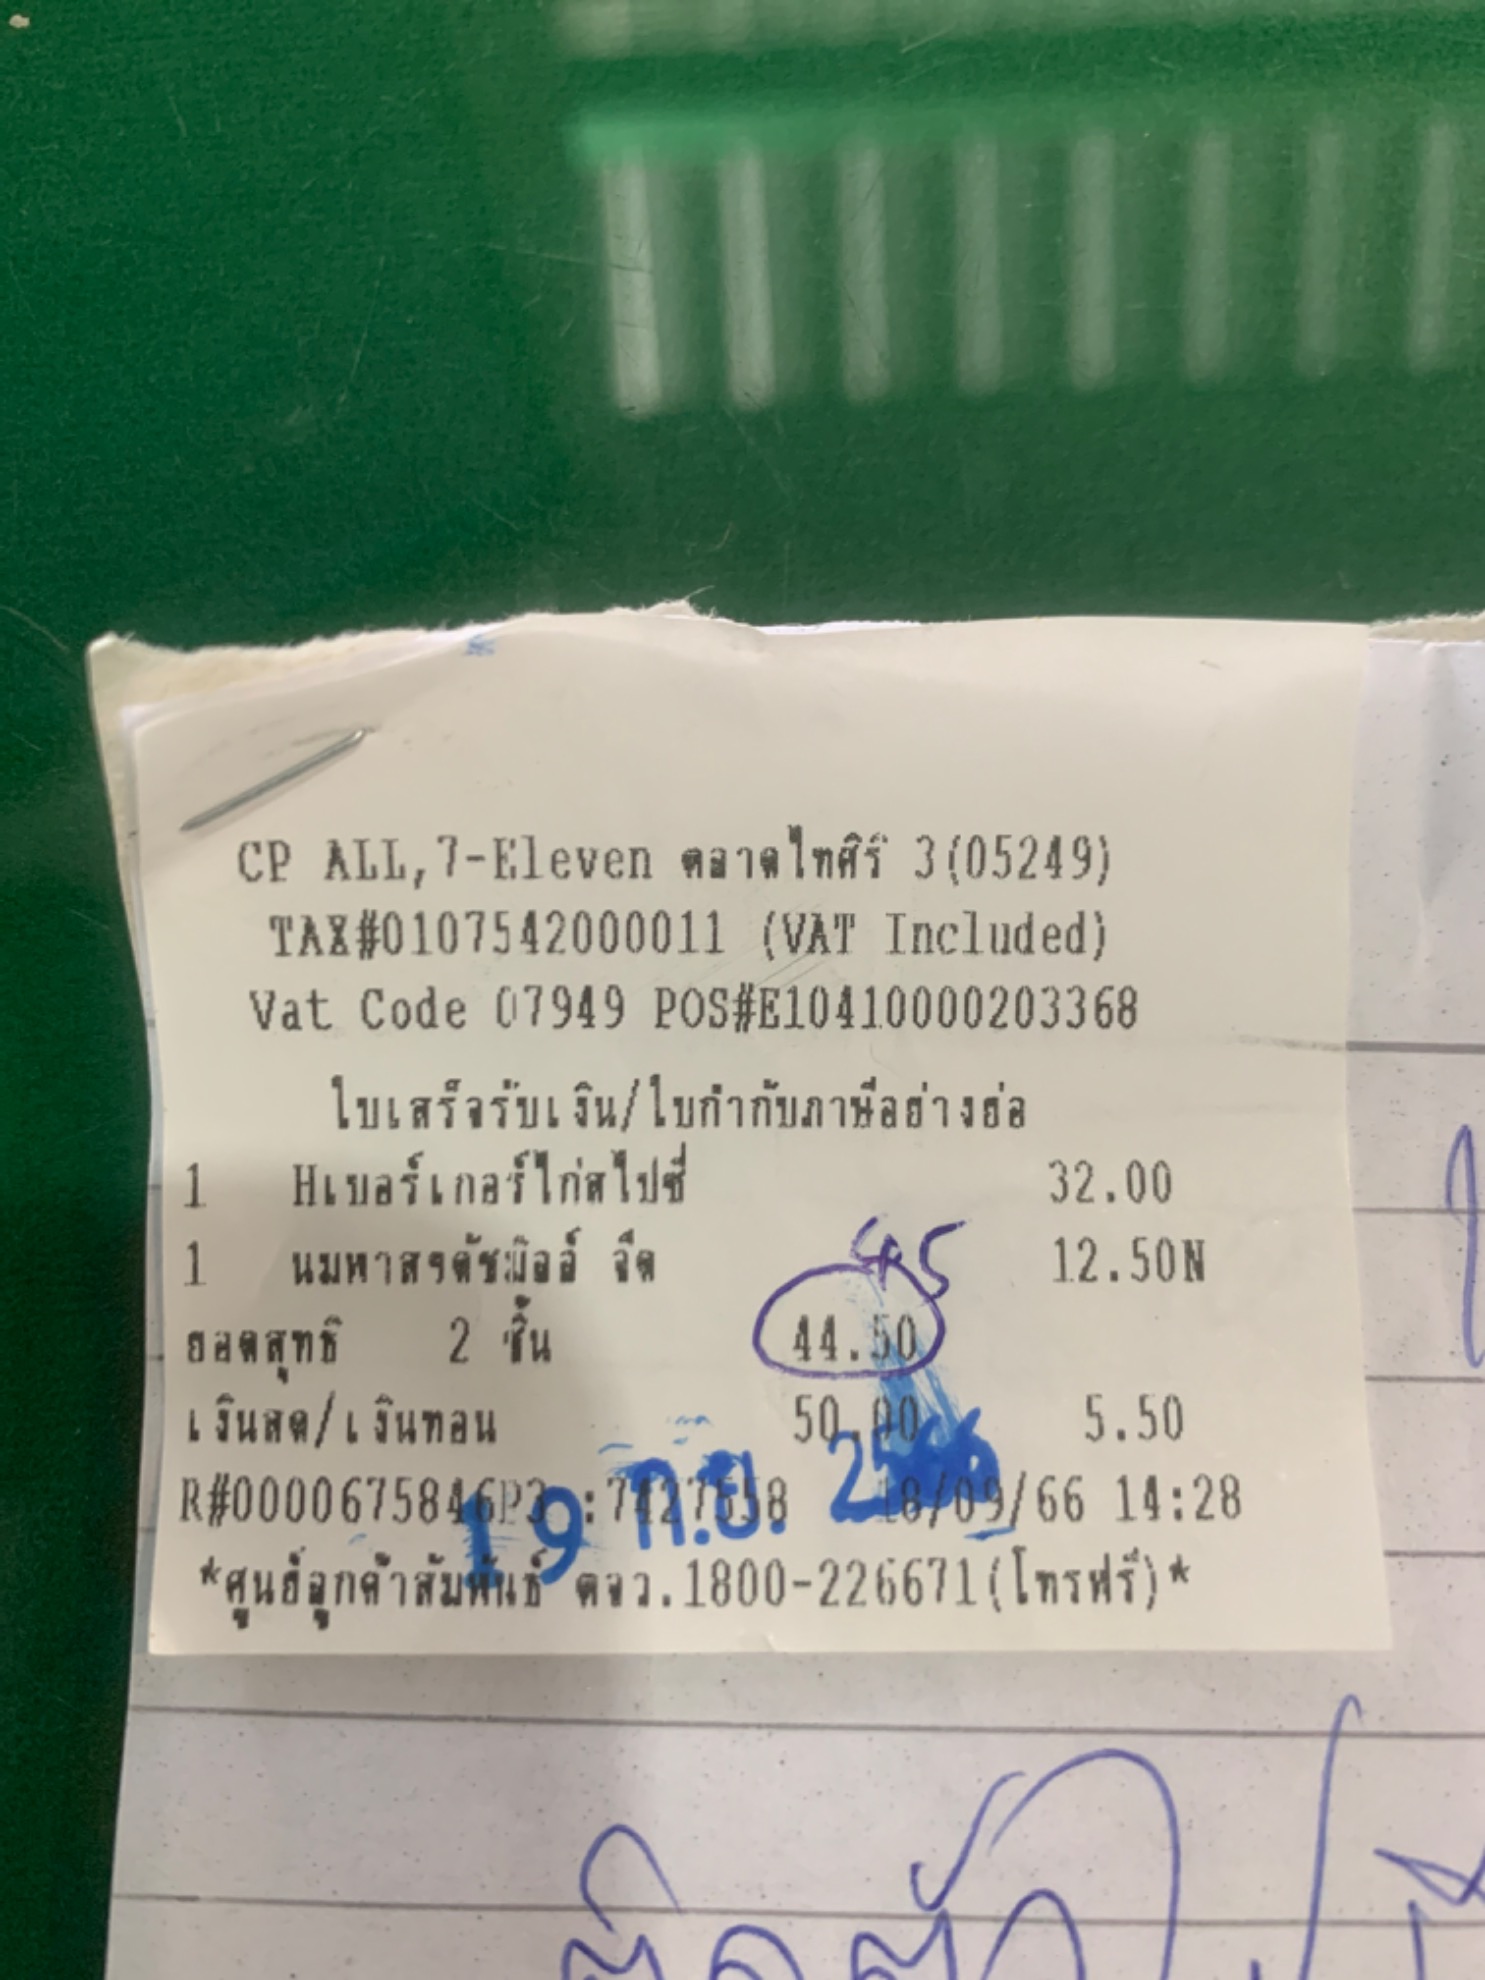 CP ALL,7-Eleven ตลาดไทศิริ 3(05249)
TAX#0107542000011 (VAT Included)
Vat Code 07949 POS#E10410000203368
ใบเสร็จรับเงิน/ใบกำกับภาษีอย่างย่อ
1 Hเบอร์เกอร์ไก่สไปซี่ 32.00
1 นมพาสฯดัชมิลล์ จืด 12.50N
45
ยอดสุทธิ 2 ชิ้น 44.50
เงินสด/เงินทอน 50.00 5.50
19 ก.ย. 2566
R#0000675846P3 :7427558 18/09/66 14:28
*ศูนย์ลูกค้าสัมพันธ์ ตจว.1800-226671(โทรฟรี)*